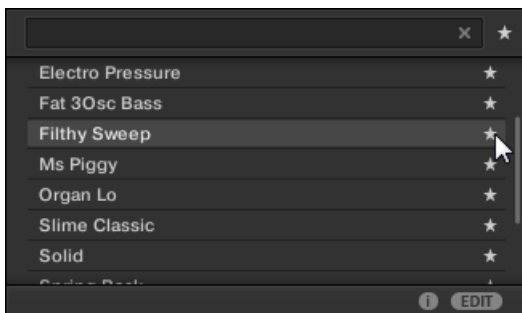 Electro Pressure
Fat 3Osc Bass
Filthy Sweep
Ms Piggy
Organ Lo
Slime Classic
Solid
EDIT